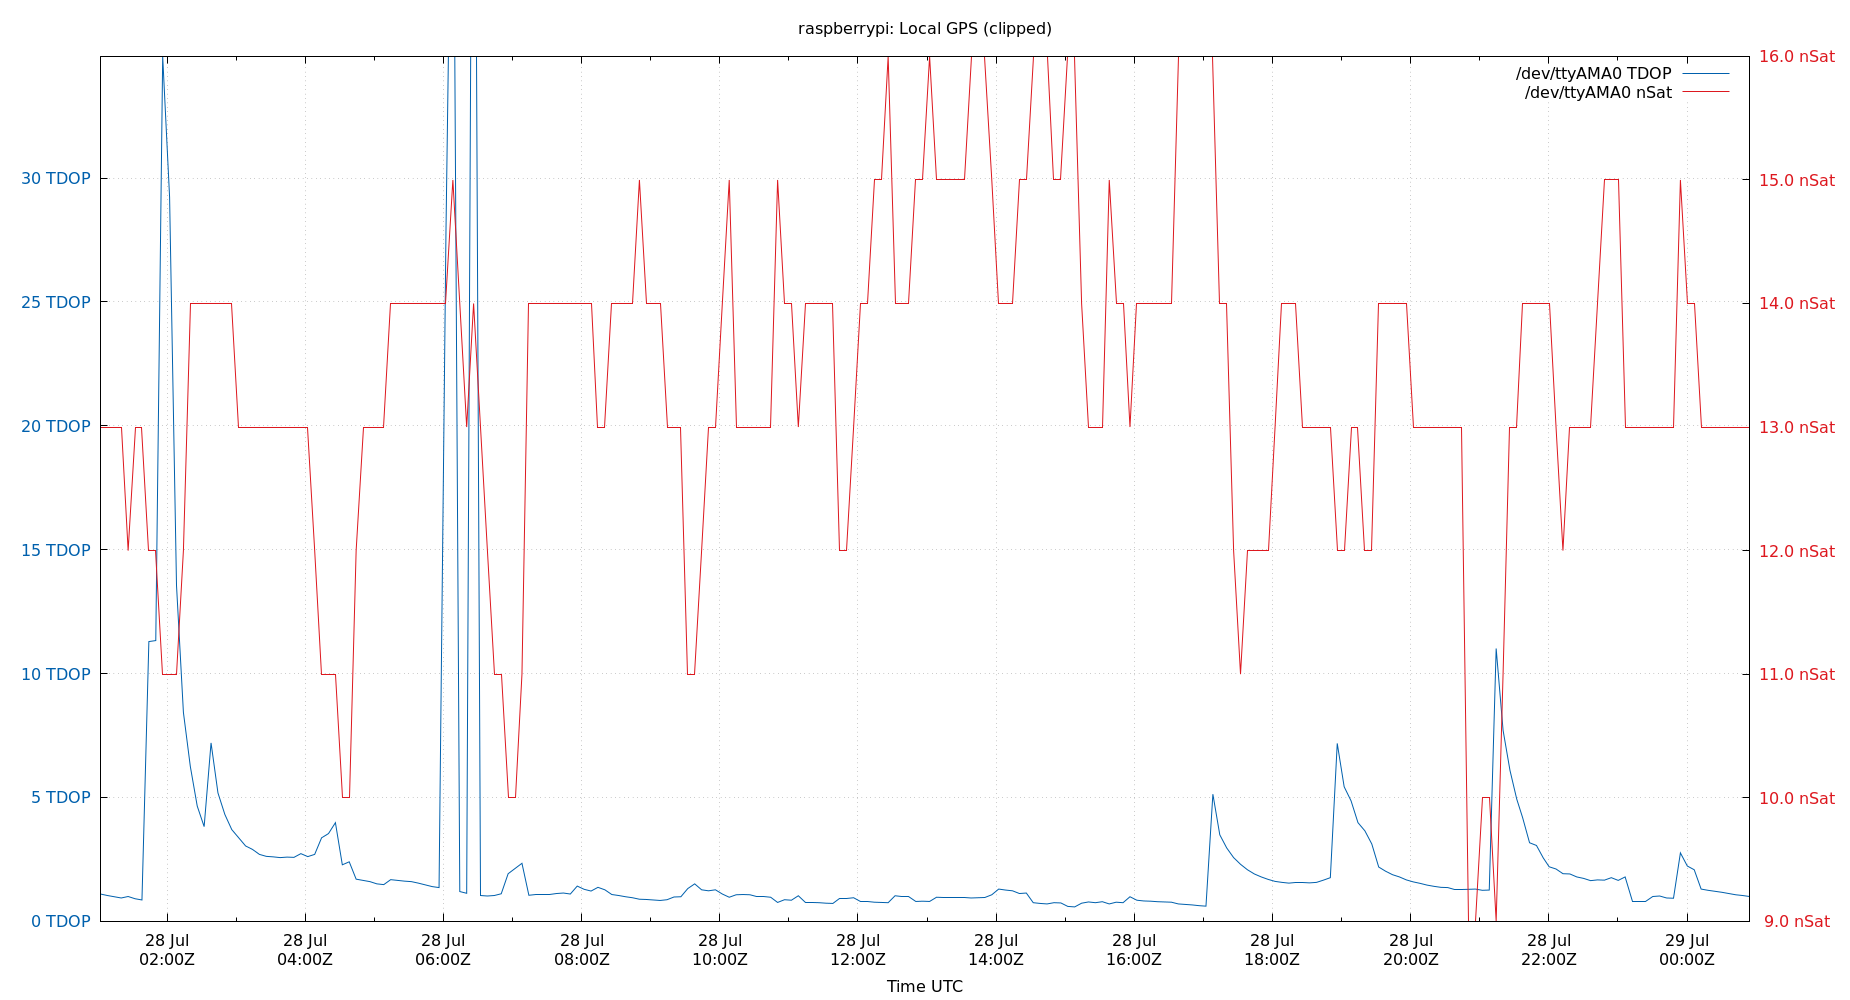 raspberrypi: Local GPS (clipped)
/dev/ttyAMA0 TDOP
/dev/ttyAMA0 nSat
30 TDOP
25 TDOP
20 TDOP
15 TDOP
10 TDOP
5 TDOP
0 TDOP
16.0 nSat
15.0 nSat
14.0 nSat
13.0 nSat
12.0 nSat
11.0 nSat
10.0 nSat
9.0 nSat
28 Jul 28 Jul 28 Jul 28 Jul 28 Jul 28 Jul 28 Jul 28 Jul 28 Jul 28 Jul 28 Jul 29 Jul
02:00Z 04:00Z 06:00Z 08:00Z 10:00Z 12:00Z 14:00Z 16:00Z 18:00Z 20:00Z 22:00Z 00:00Z
Time UTC